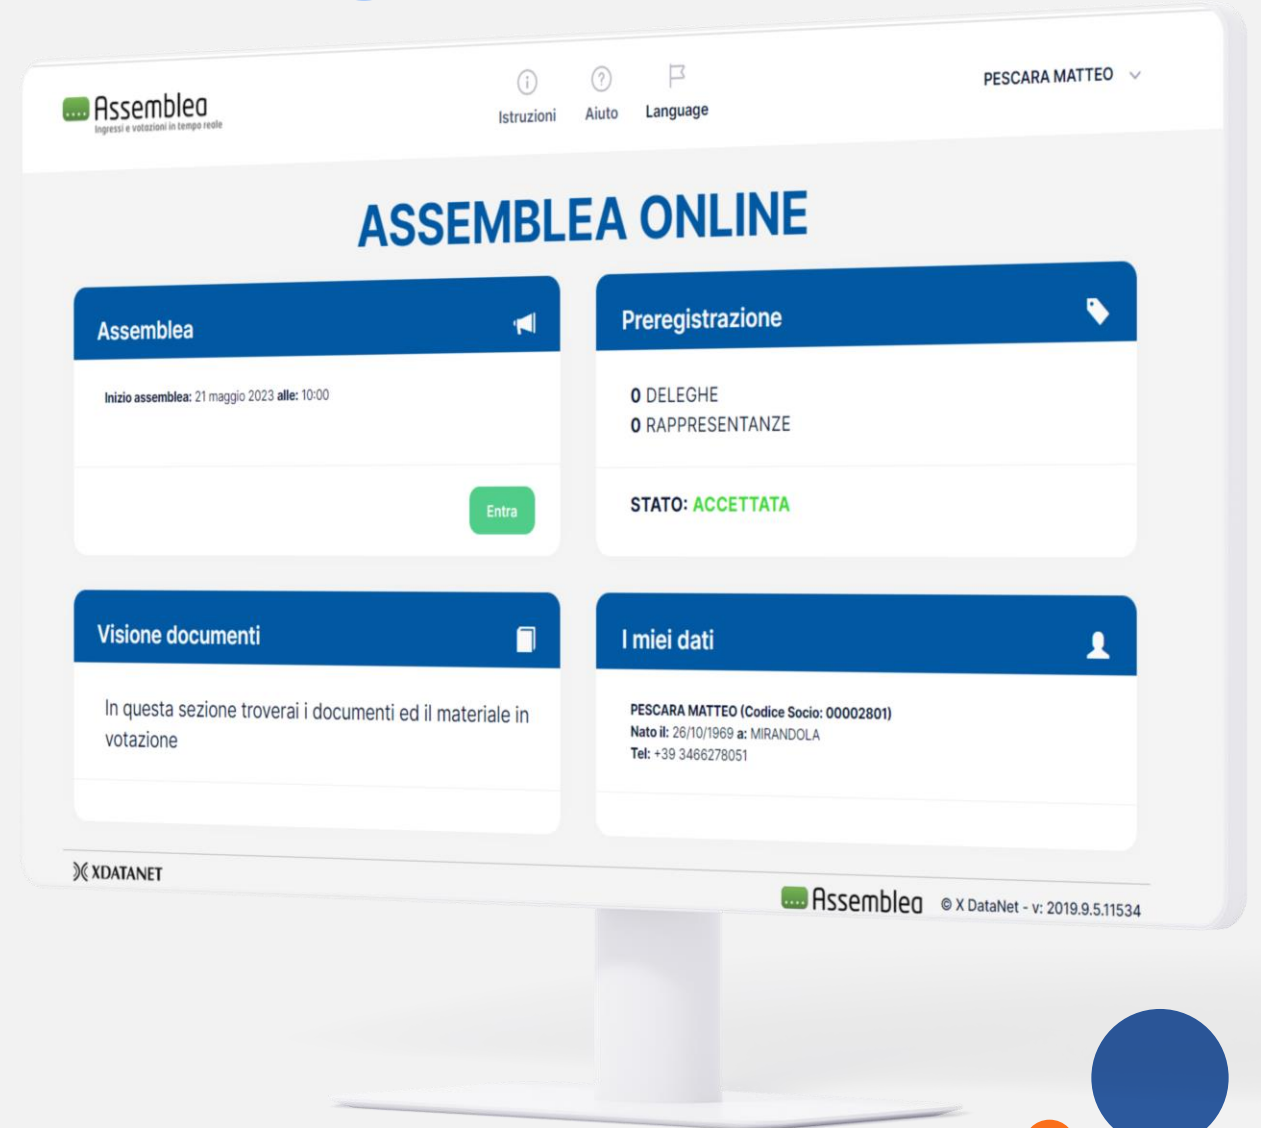 Assemblea
Ingressi e votazioni in tempo reale
Istruzioni
Aiuto
Language
PESCARA MATTEO
ASSEMBLEA ONLINE
Assemblea
Inizio assemblea: 21 maggio 2023 alle: 10:00
Entra
Preregistrazione
0 DELEGHE
0 RAPPRESENTANZE
STATO: ACCETTATA
Visione documenti
In questa sezione troverai i documenti ed il materiale in
votazione
I miei dati
PESCARA MATTEO (Codice Socio: 00002801)
Nato il: 26/10/1969 a: MIRANDOLA
Tel: +39 3466278051
XDATANET
Assemblea © X DataNet - v: 2019.9.5.11534